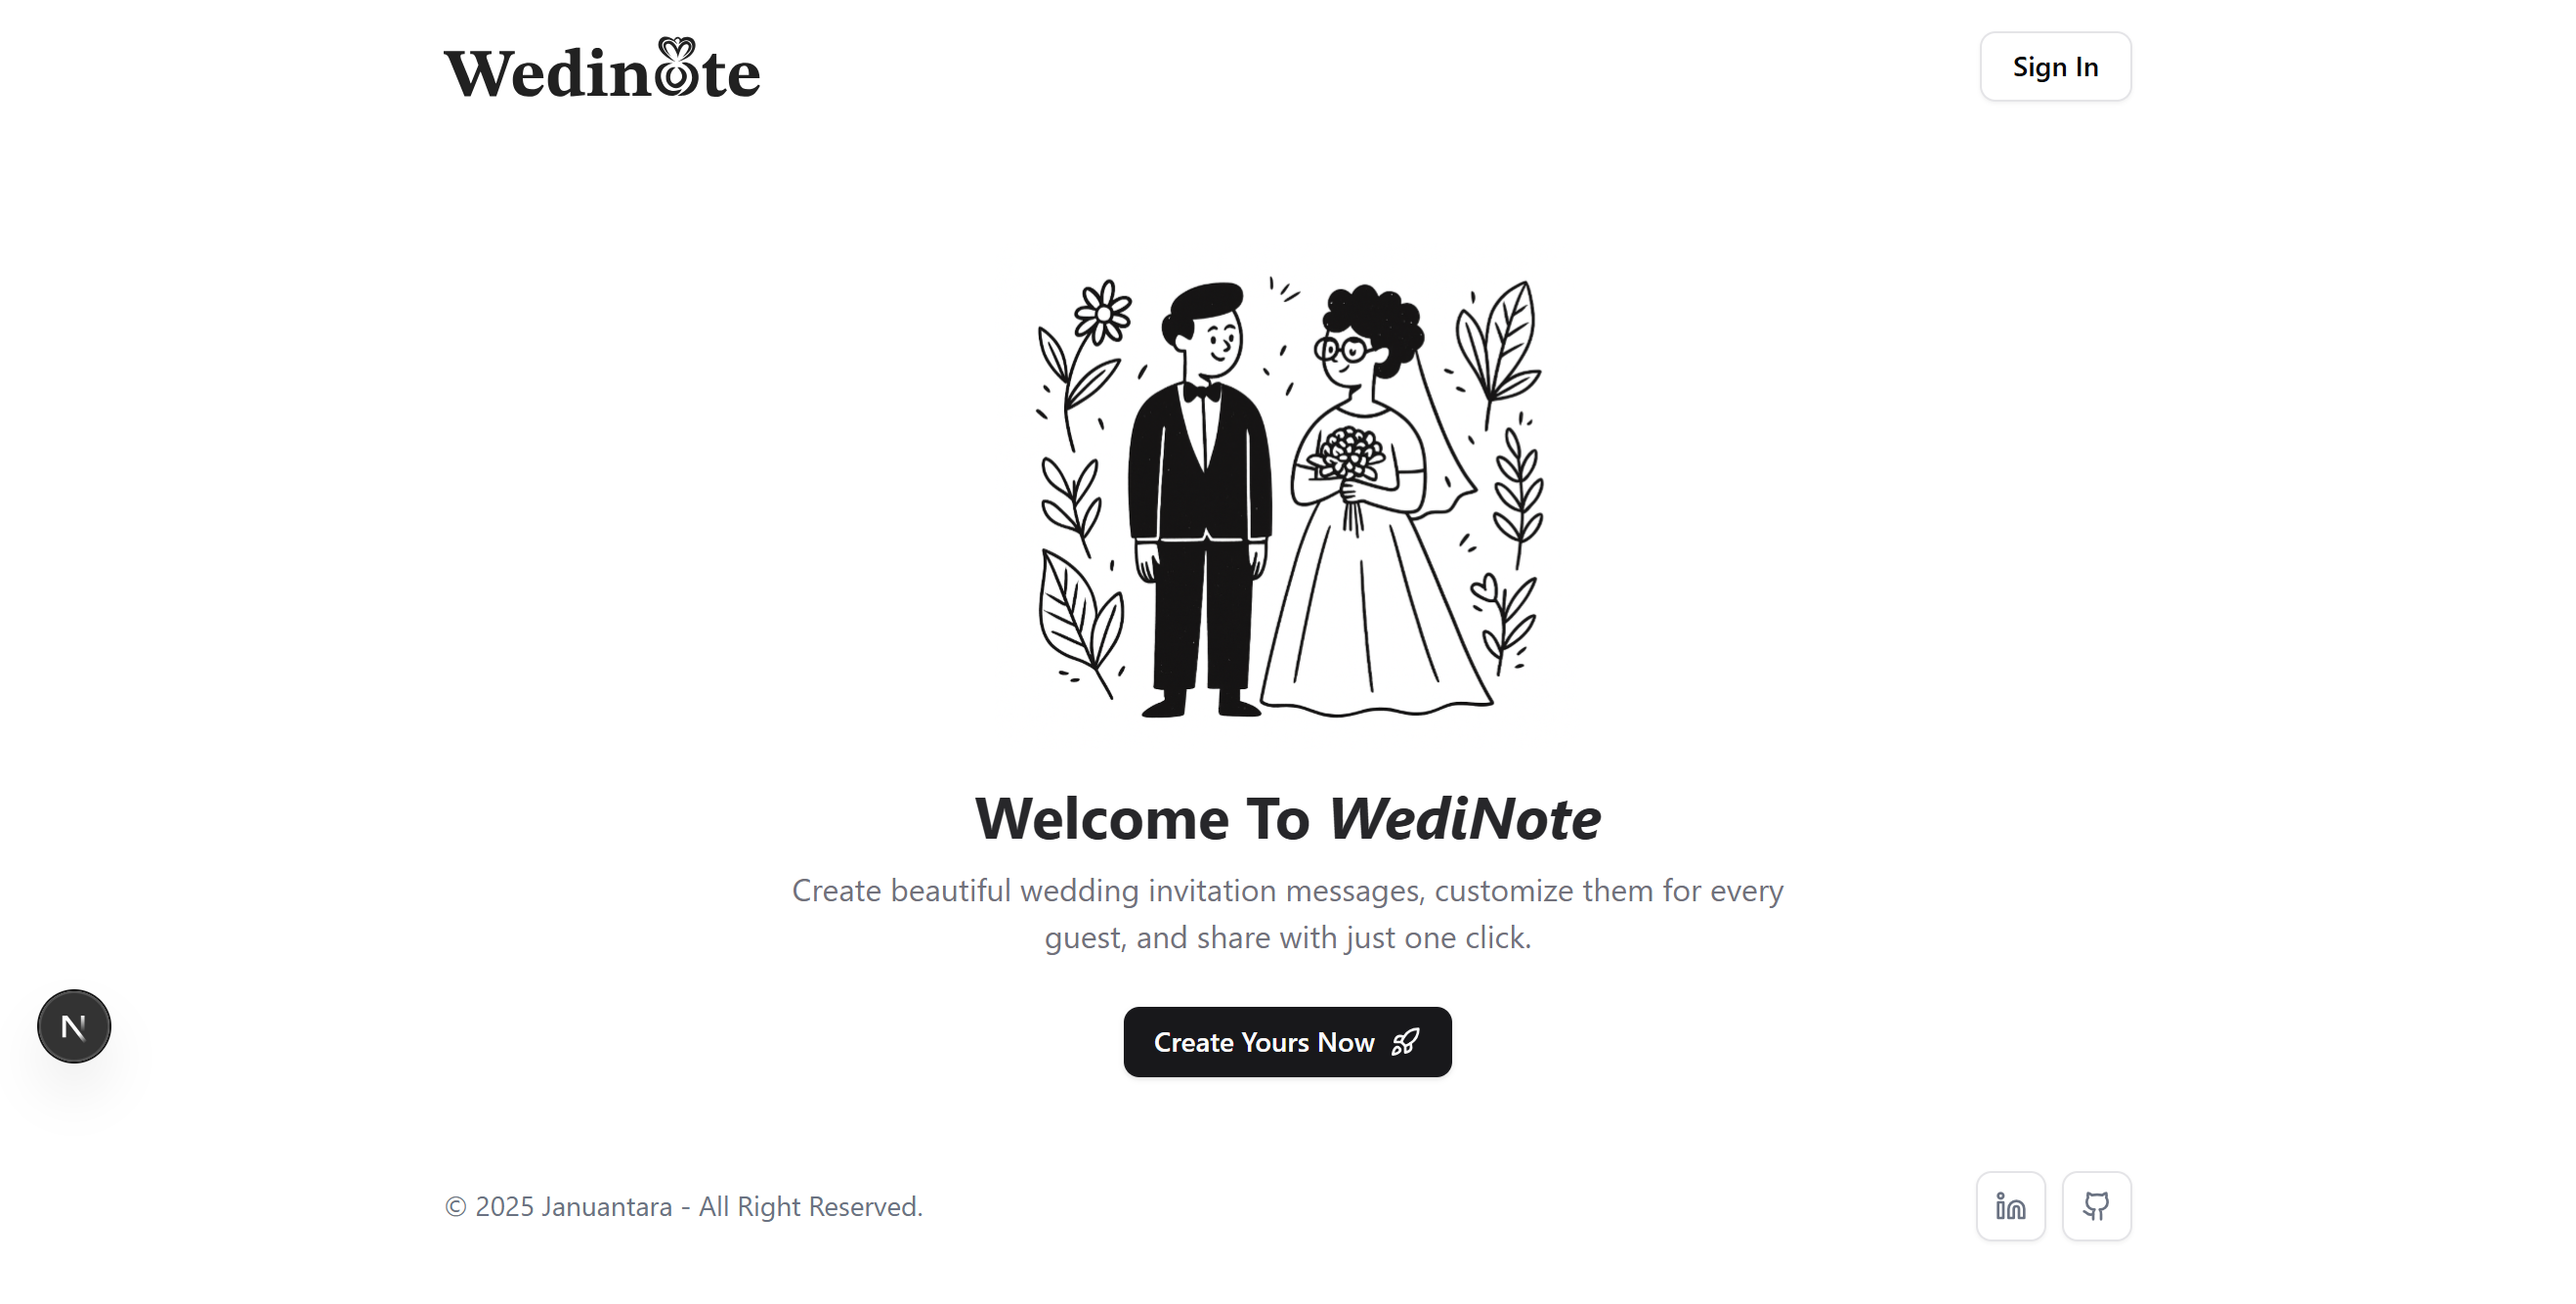 Wedinote
Sign In
Welcome To WediNote
Create beautiful wedding invitation messages, customize them for every
guest, and share with just one click.
Create Yours Now
N
© 2025 Januantara - All Right Reserved.
in